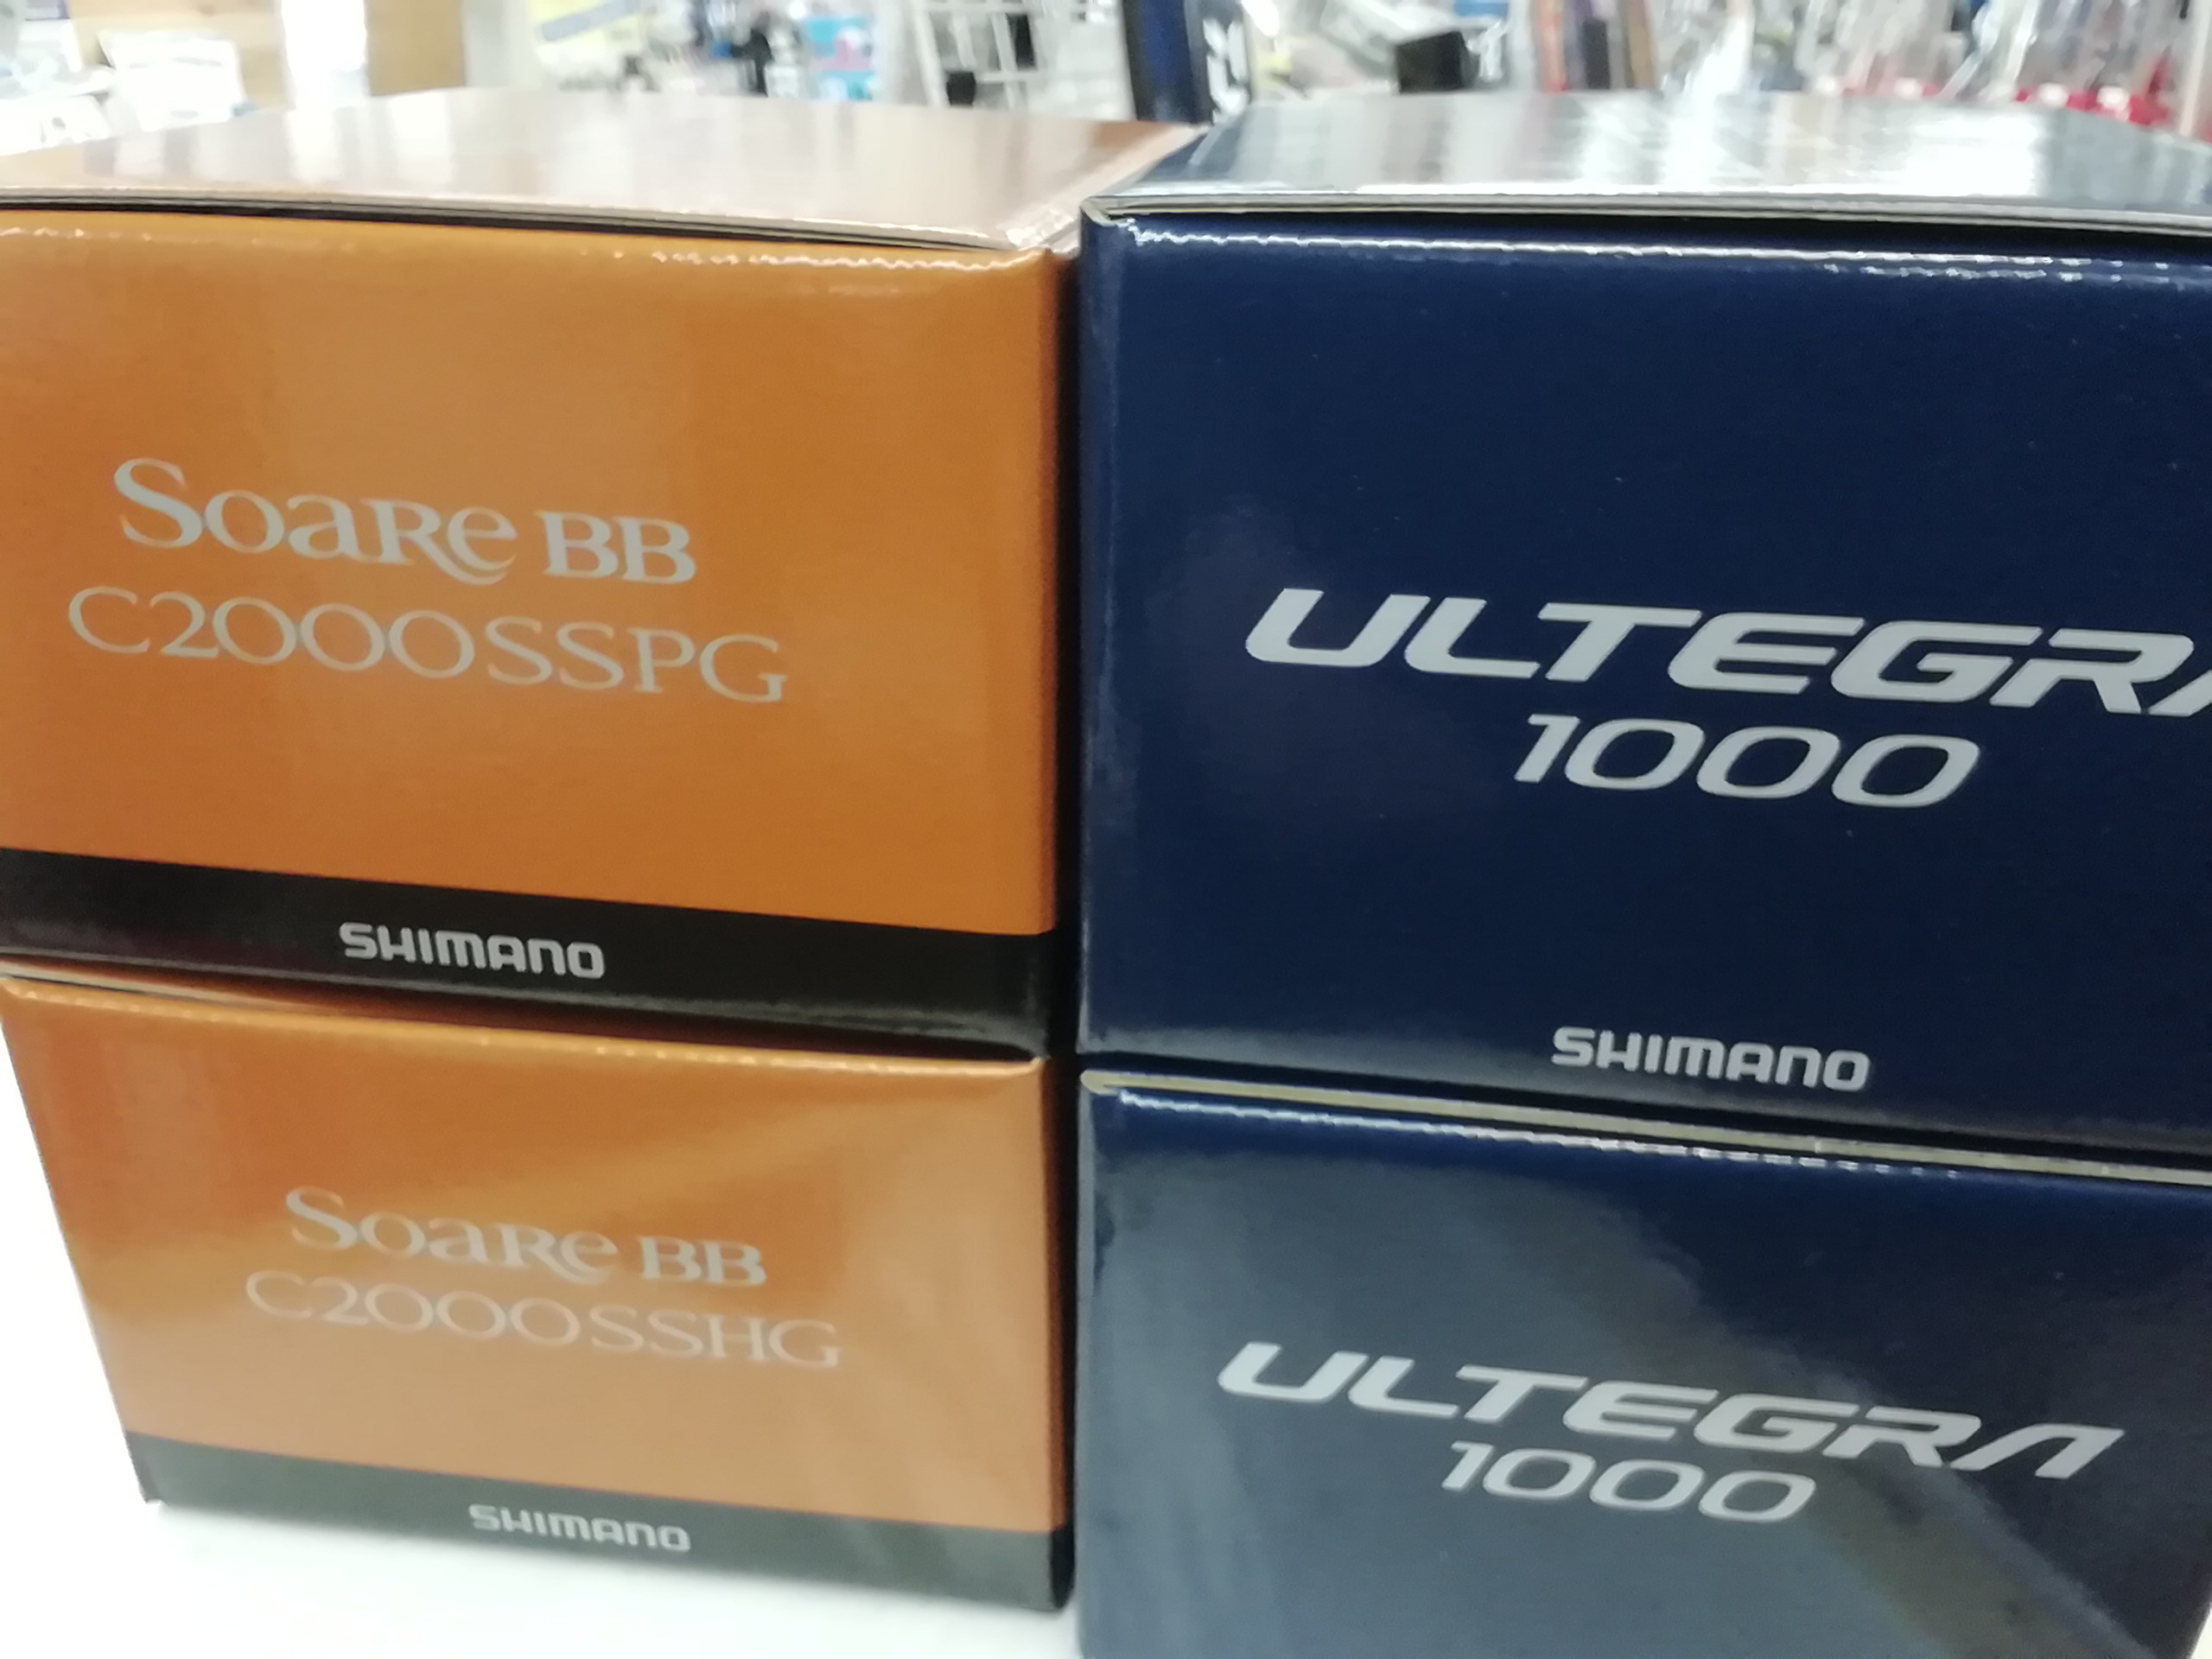 Soare BB
C2000SSPG
SHIMANO
ULTEGRA
1000
SHIMANO
Soare BB
C2000SSHG
SHIMANO
ULTEGRA
1000